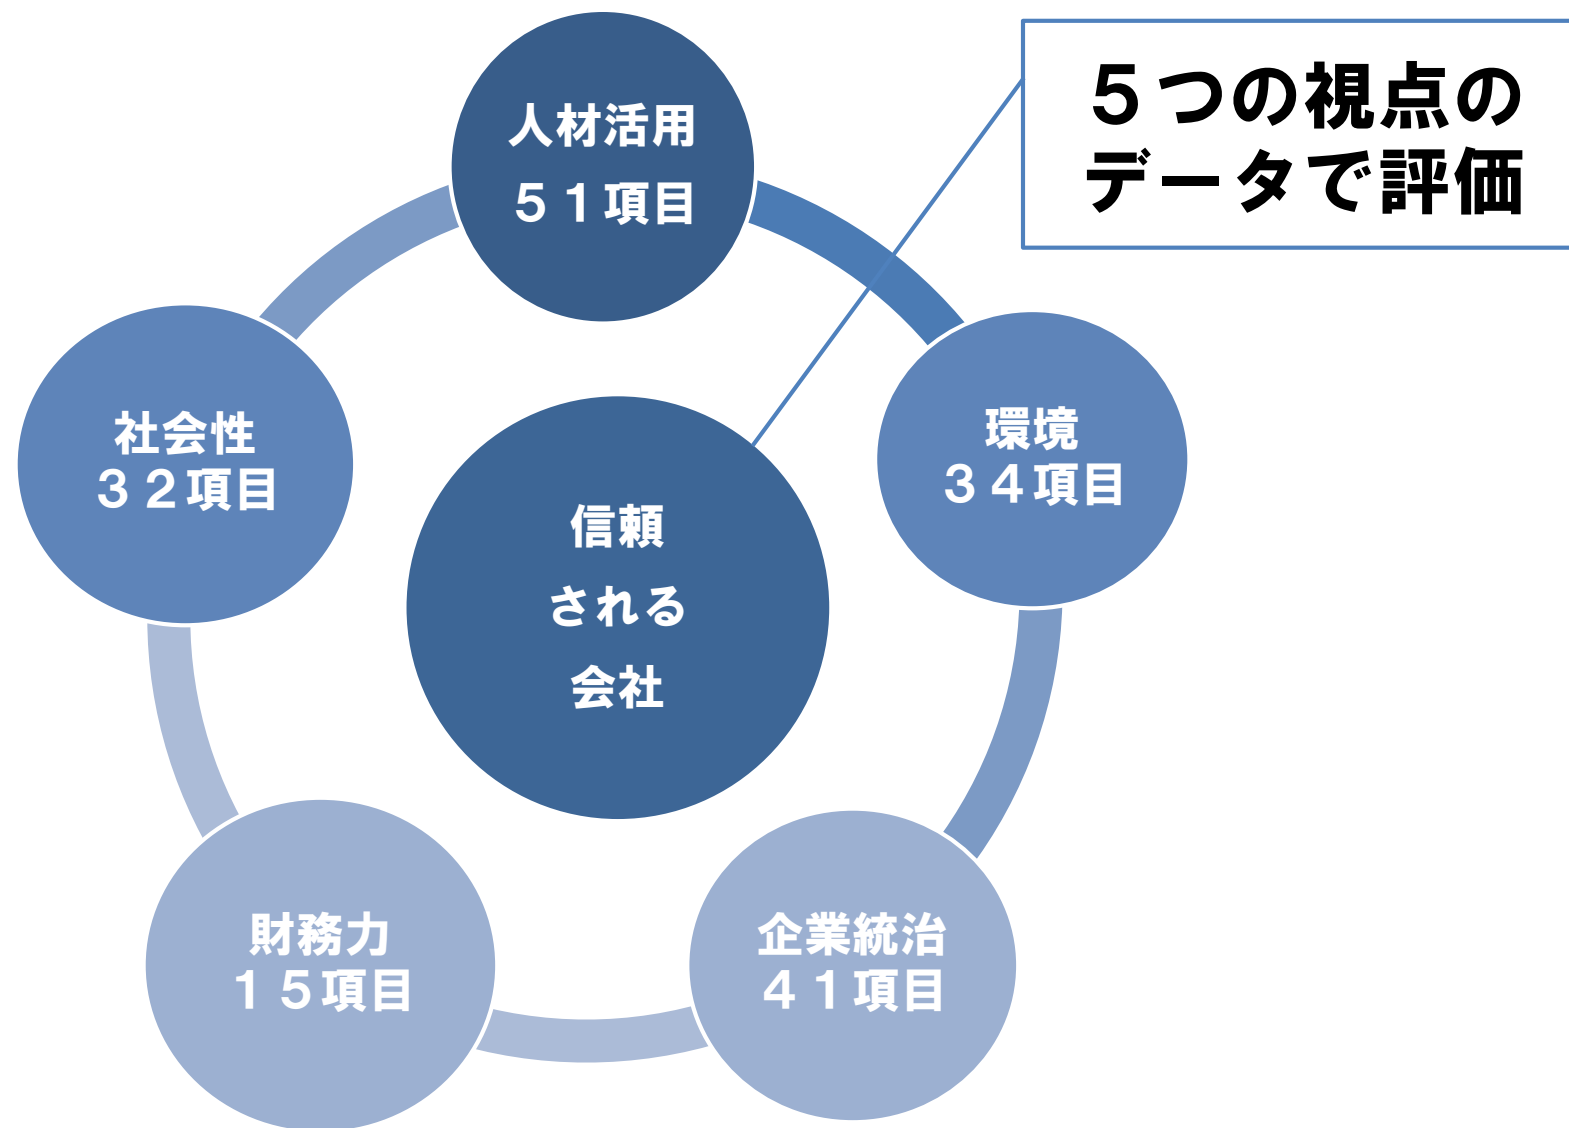 ５つの視点の
データで評価
人材活用
５１項目
環境
３４項目
企業統治
４１項目
財務力
１５項目
社会性
３２項目
信頼
される
会社